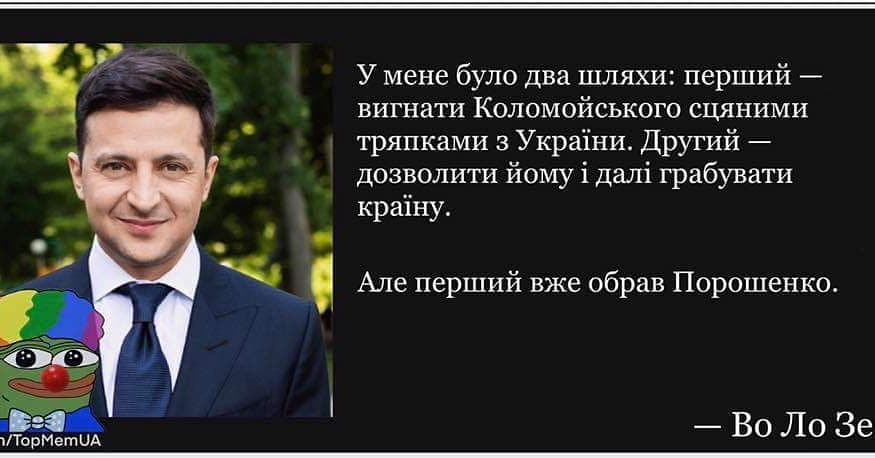 У мене було два шляхи: перший —
вигнати Коломойського сцяними
тряпками з України. Другий —
дозволити йому і далі грабувати
країну.
Але перший вже обрав Порошенко.
— Во Ло Зе
/TopMemUA